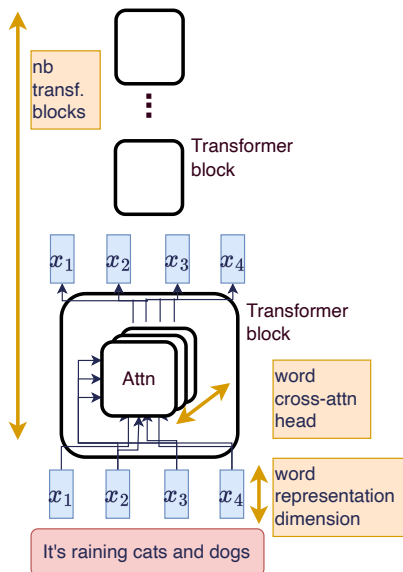 nb
transf.
blocks
Transformer
block
x1 x2 x3 x4
Transformer
block
Attn
word
cross-attn
head
x1 x2 x3 x4
word
representation
dimension
It's raining cats and dogs